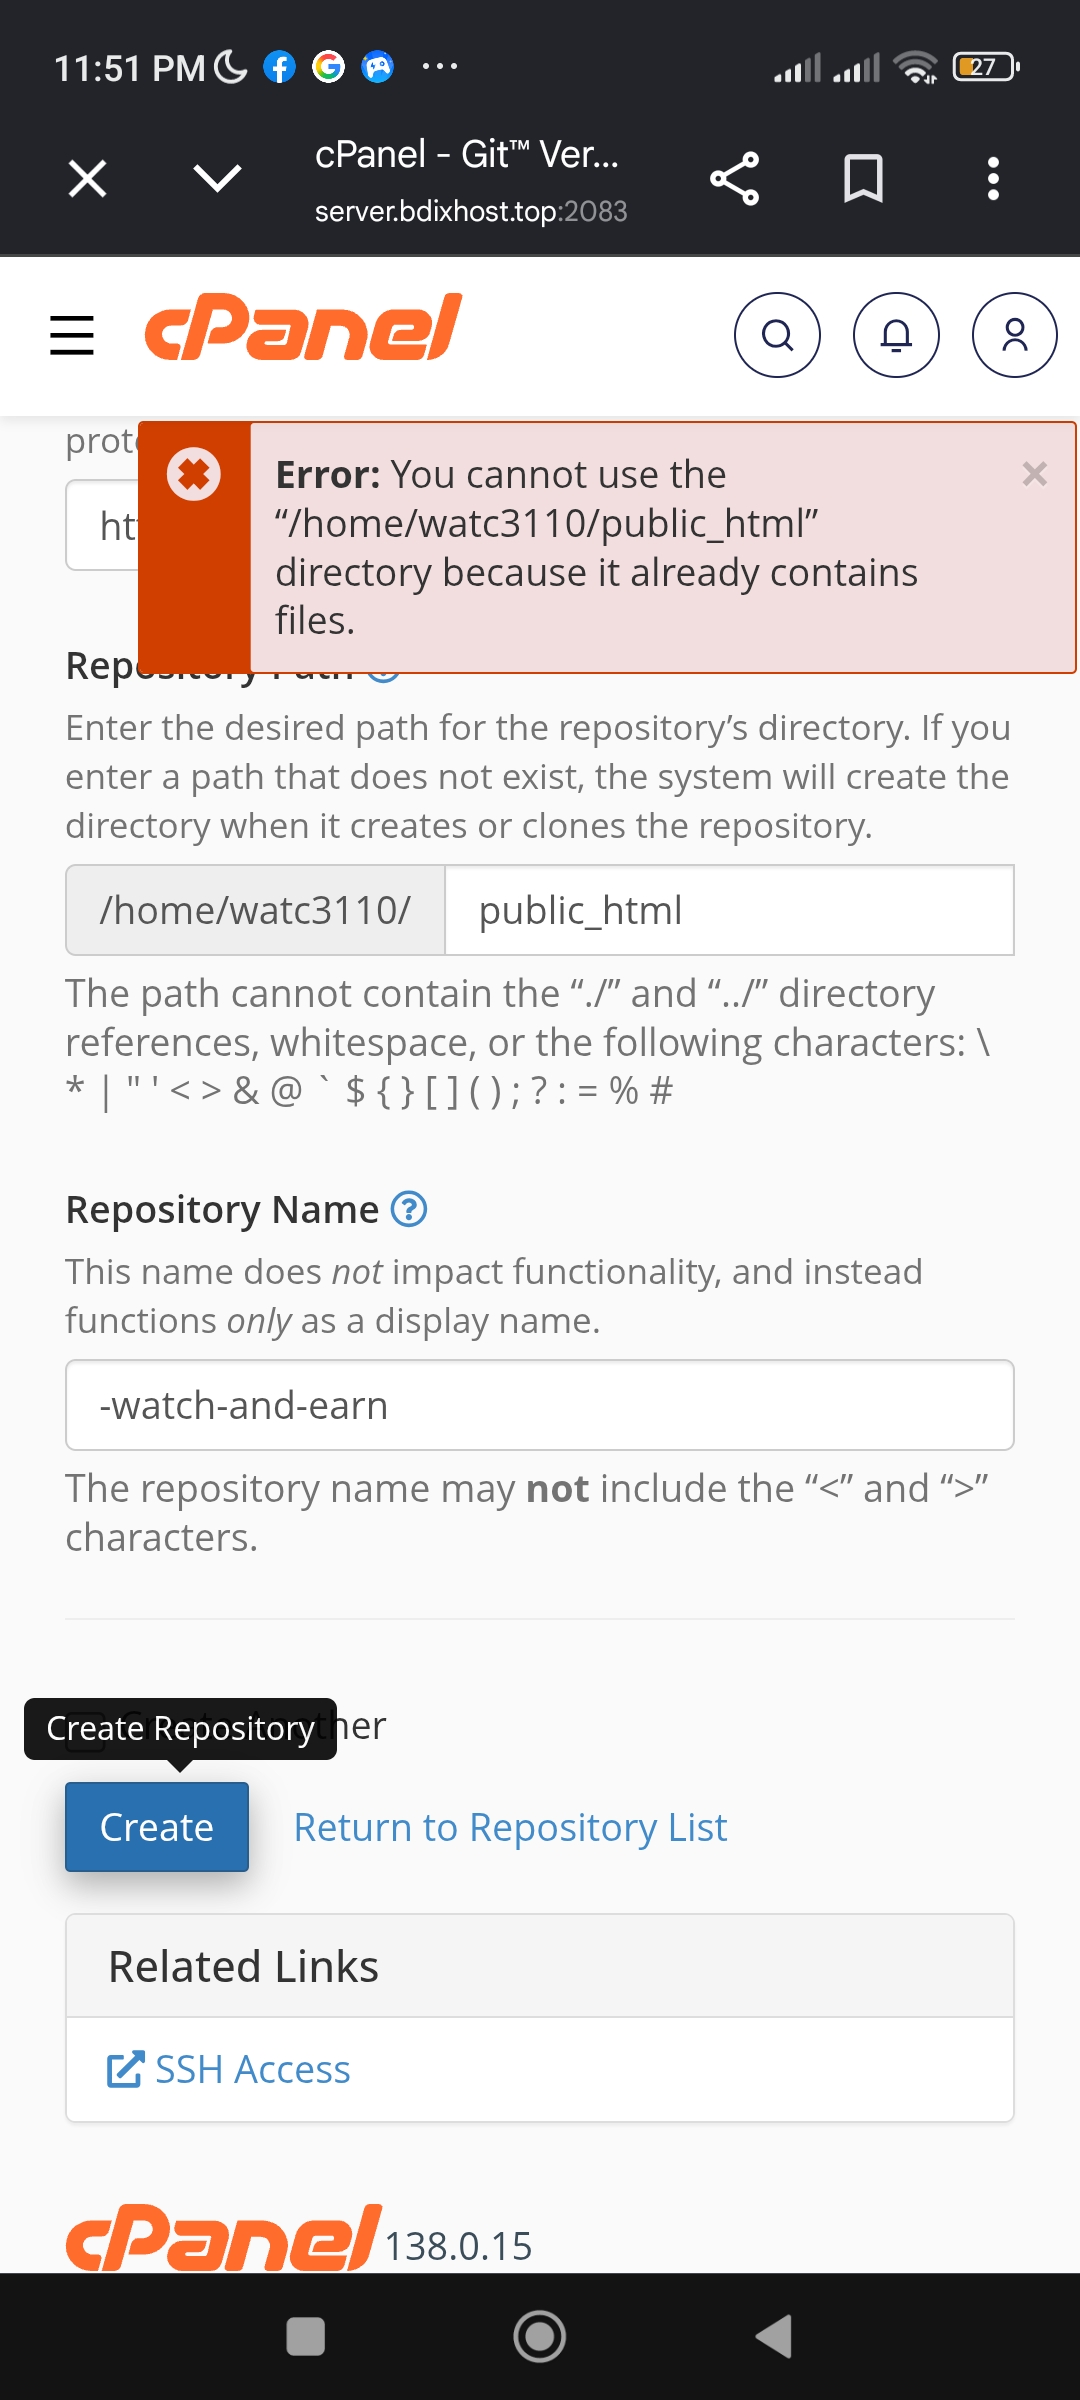 11:51 PM
27
cPanel - Git™ Ver...
server.bdixhost.top:2083
cPanel
Error: You cannot use the
“/home/watc3110/public_html”
directory because it already contains
files.
Enter the desired path for the repository’s directory. If you
enter a path that does not exist, the system will create the
directory when it creates or clones the repository.
/home/watc3110/ public_html
The path cannot contain the “./” and “../” directory
references, whitespace, or the following characters: \
* | " ' < > & @ ` $ { } [ ] ( ) ; ? : = % #
Repository Name
This name does not impact functionality, and instead
functions only as a display name.
-watch-and-earn
The repository name may not include the “<” and “>”
characters.
Create Repository
Create
Return to Repository List
Related Links
SSH Access
cPanel 138.0.15